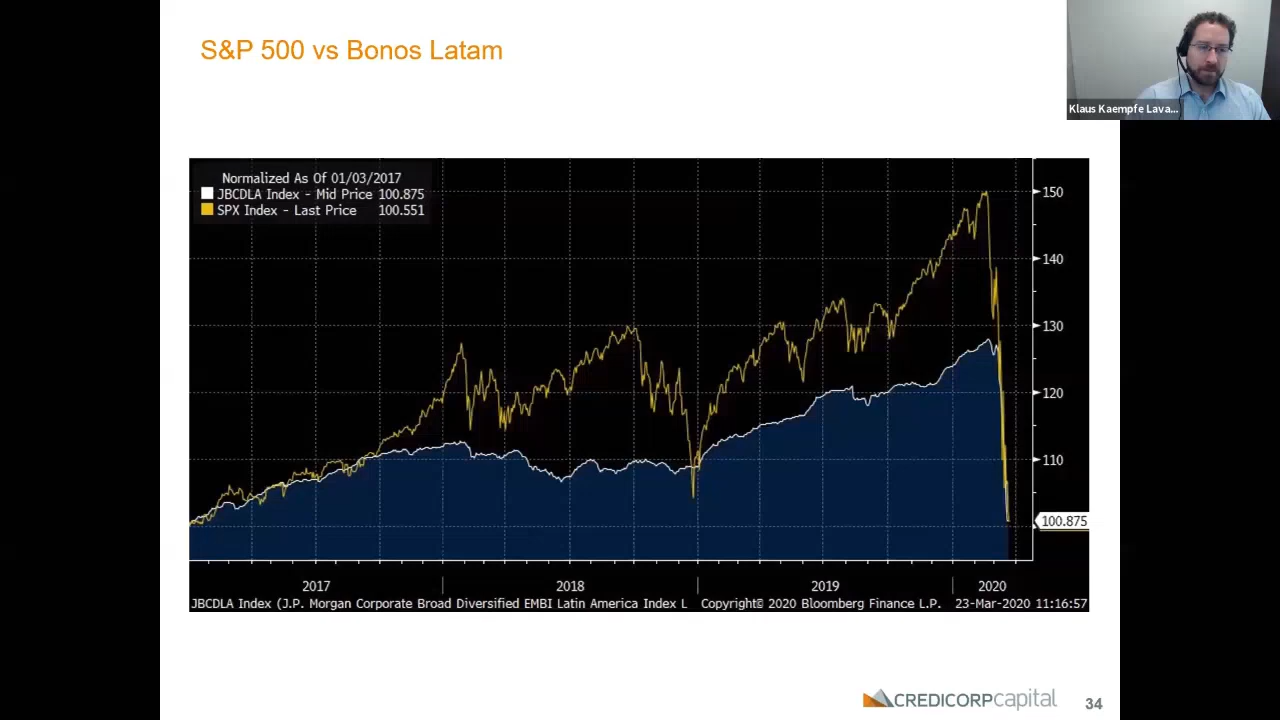 S&P 500 vs Bonos Latam
Klaus Kaempfe Lava...
Normalized As Of 01/03/2017
JBCDLA Index - Mid Price 100.875
SPX Index - Last Price 100.551
150
140
130
120
110
100.875
2017 2018 2019 2020
JBCDLA Index (J.P. Morgan Corporate Broad Diversified EMBI Latin America Index L Copyright© 2020 Bloomberg Finance L.P. 23-Mar-2020 11:16:57
CREDICORPcapital
34